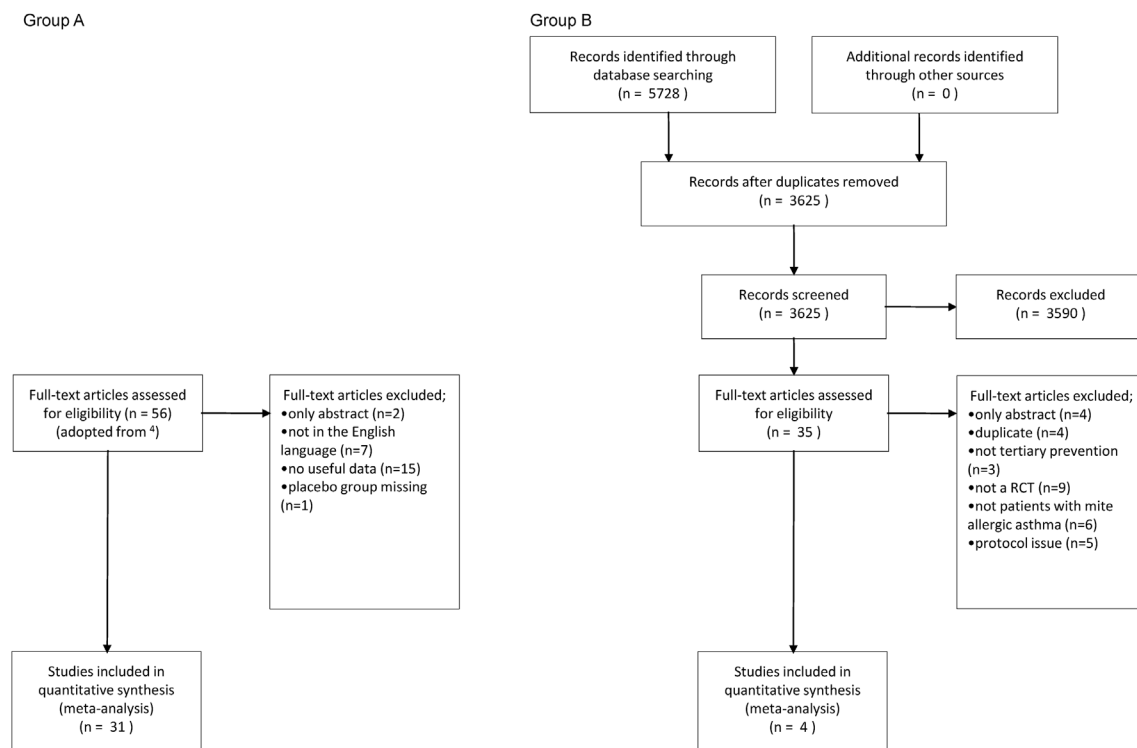 Group A
Full-text articles assessed
for eligibility (n = 56)
(adopted from ⁴)
Full-text articles excluded;
•only abstract (n=2)
•not in the English
language (n=7)
•no useful data (n=15)
•placebo group missing
(n=1)
Studies included in
quantitative synthesis
(meta-analysis)
(n = 31 )
Group B
Records identified through
database searching
(n = 5728 )
Additional records identified
through other sources
(n = 0 )
Records after duplicates removed
(n = 3625 )
Records screened
(n = 3625 )
Records excluded
(n = 3590 )
Full-text articles assessed
for eligibility
(n = 35 )
Full-text articles excluded;
•only abstract (n=4)
•duplicate (n=4)
•not tertiary prevention
(n=3)
•not a RCT (n=9)
•not patients with mite
allergic asthma (n=6)
•protocol issue (n=5)
Studies included in
quantitative synthesis
(meta-analysis)
(n = 4 )